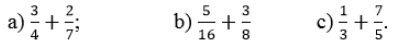 a) 3/4 + 2/7; b) 5/16 + 3/8 c) 1/3 + 7/5.